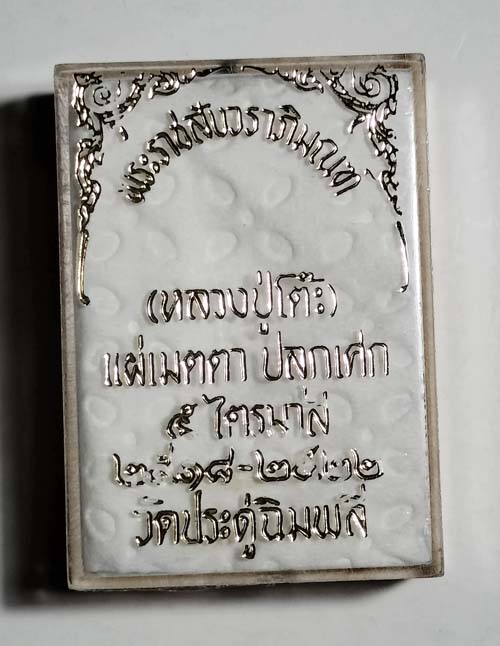 พระราชสังวราภิมณฑ์
(หลวงปู่โต๊ะ)
แผ่เมตตา ปลุกเศก
๕ ไตรมาส
๒๕๑๘-๒๕๒๒
วัดประดู่ฉิมพลี